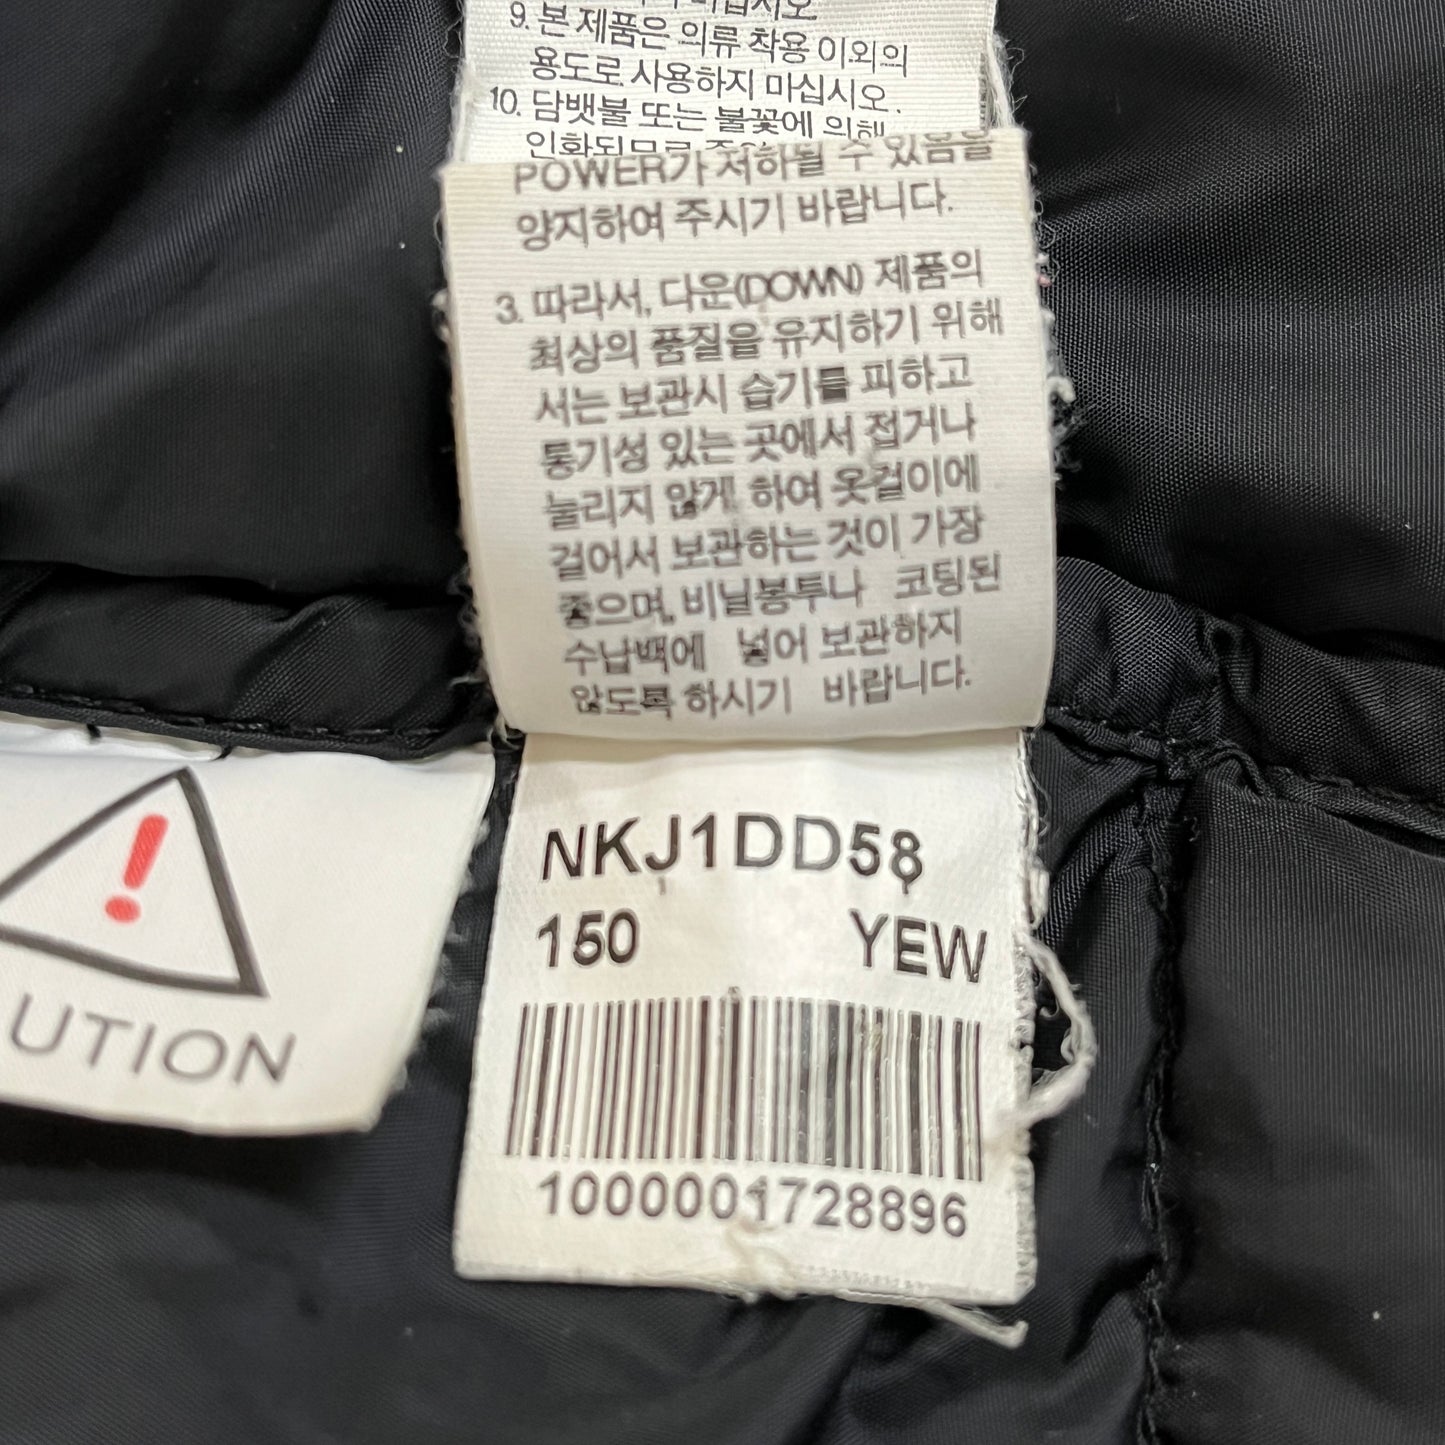 9. 본 제품은 의류 착용 이외의
용도로 사용하지 마십시오.
10. 담뱃불 또는 불꽃에 의해
인화되므로
POWER가 저하될 수 있음을
양지하여 주시기 바랍니다.
3. 따라서, 다운(DOWN) 제품의
최상의 품질을 유지하기 위해
서는 보관시 습기를 피하고
통기성 있는 곳에서 접거나
눌리지 않게 하여 옷걸이에
걸어서 보관하는 것이 가장
좋으며, 비닐봉투나 코팅된
수납백에 넣어 보관하지
않도록 하시기 바랍니다.
UTION
NKJ1DD58
150 YEW
1000001728896